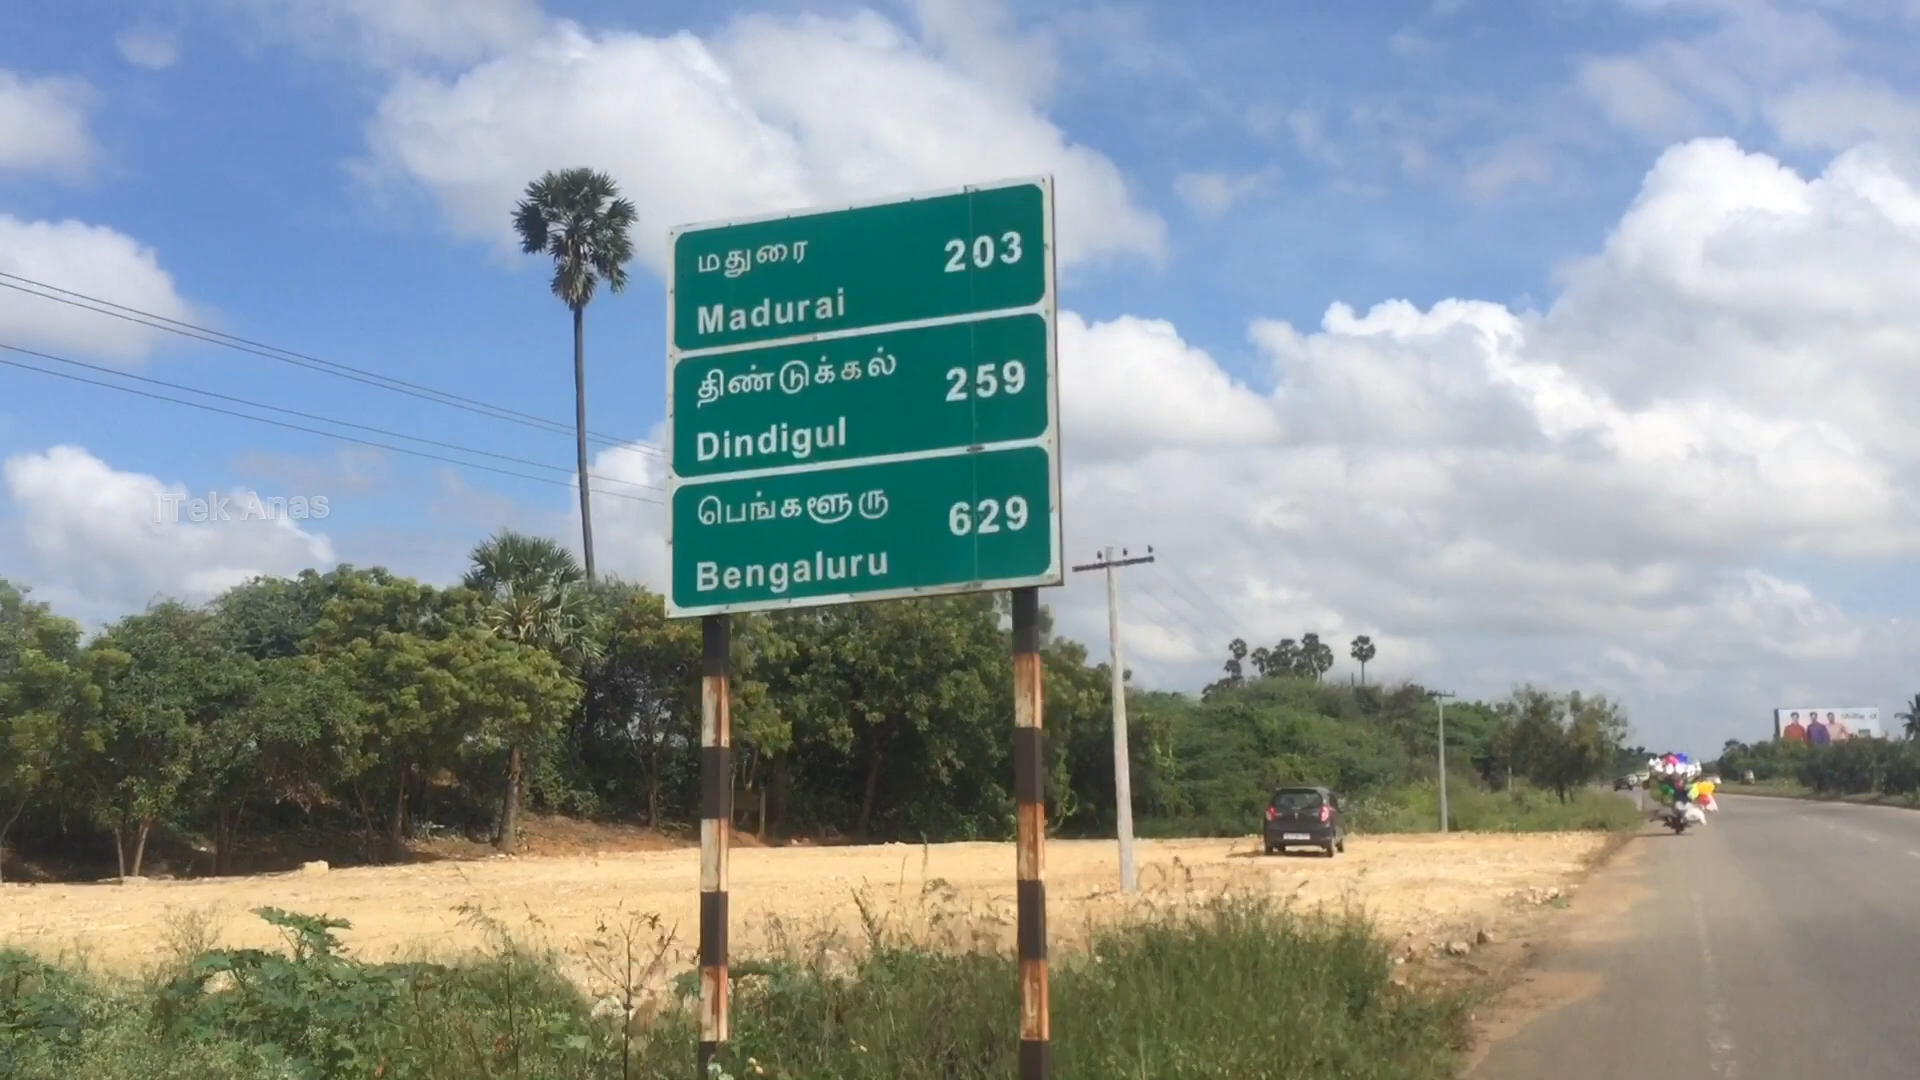 மதுரை 203
Madurai
திண்டுக்கல் 259
Dindigul
பெங்களூரு 629
Bengaluru
iTek Anas